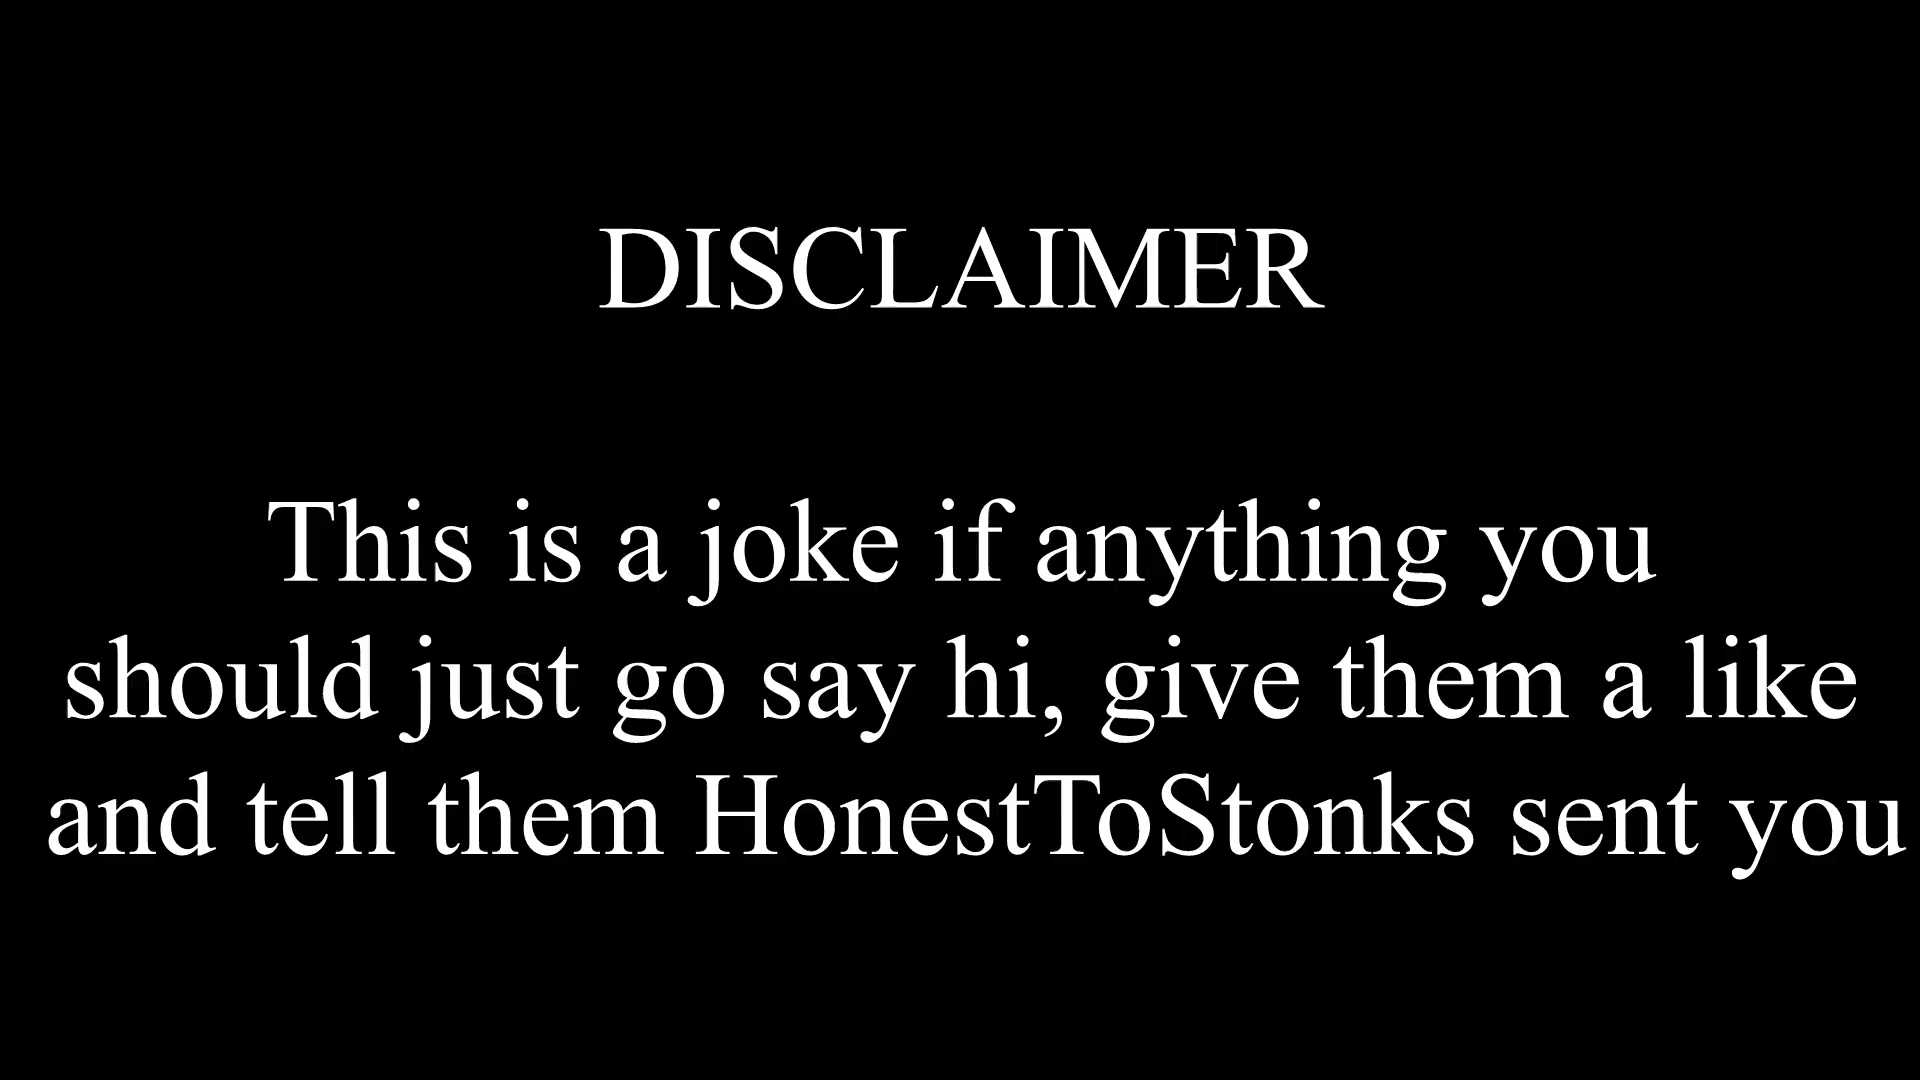 DISCLAIMER
This is a joke if anything you
should just go say hi, give them a like
and tell them HonestToStonks sent you